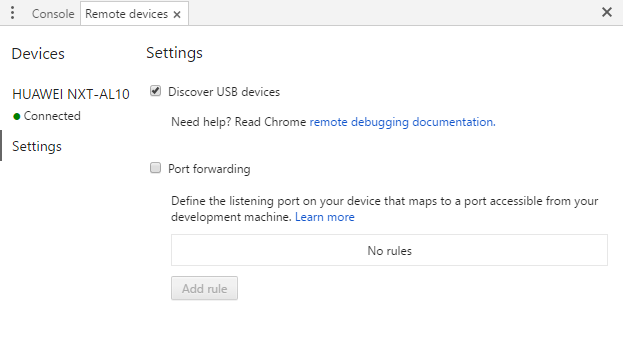 Console
Remote devices
Devices
Settings
HUAWEI NXT-AL10
Connected
Settings
Discover USB devices
Need help? Read Chrome remote debugging documentation.
Port forwarding
Define the listening port on your device that maps to a port accessible from your
development machine. Learn more
No rules
Add rule